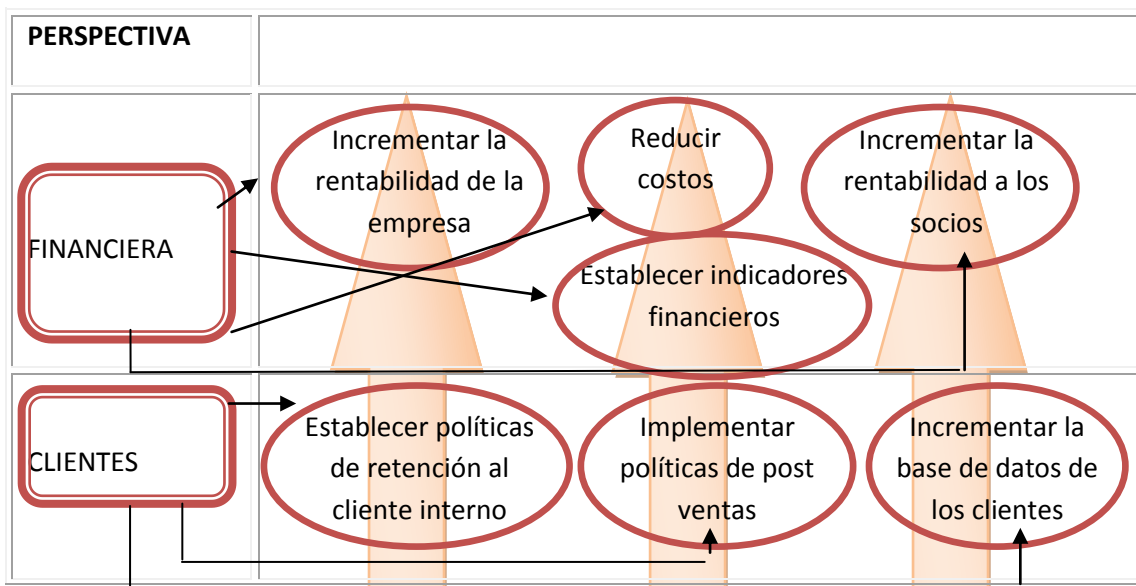 PERSPECTIVA
FINANCIERA
Incrementar la
rentabilidad de la
empresa
Reducir
costos
Establecer indicadores
financieros
Incrementar la
rentabilidad a los
socios
CLIENTES
Establecer políticas
de retención al
cliente interno
Implementar
políticas de post
ventas
Incrementar la
base de datos de
los clientes